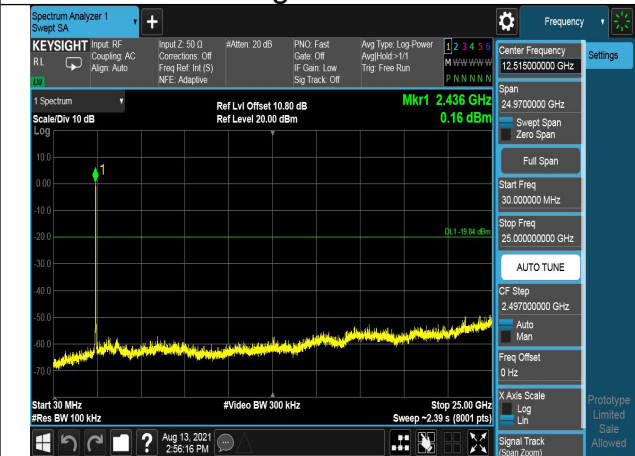 Spectrum Analyzer 1
Swept SA
Frequency
KEYSIGHT
RL
Input: RF
Coupling: AC
Align: Auto
Input Z: 50 Ω
Corrections: Off
Freq Ref: Int (S)
NFE: Adaptive
#Atten: 20 dB
PNO: Fast
Gate: Off
IF Gain: Low
Sig Track: Off
Avg Type: Log-Power
Avg|Hold:>1/1
Trig: Free Run
1 2 3 4 5 6
M W W W W W
P N N N N N
1 Spectrum
Scale/Div 10 dB
Log
Ref Lvl Offset 10.80 dB
Ref Level 20.00 dBm
Mkr1 2.436 GHz
0.16 dBm
10.0
0.00
-10.0
-20.0
-30.0
-40.0
-50.0
-60.0
-70.0
1
DL1 -19.84 dBm
Start 30 MHz
#Res BW 100 kHz
#Video BW 300 kHz
Stop 25.00 GHz
Sweep ~2.39 s (8001 pts)
Aug 13, 2021
2:56:16 PM
Center Frequency
12.515000000 GHz
Span
24.9700000 GHz
Swept Span
Zero Span
Full Span
Start Freq
30.000000 MHz
Stop Freq
25.000000000 GHz
AUTO TUNE
CF Step
2.497000000 GHz
Auto
Man
Freq Offset
0 Hz
X Axis Scale
Log
Lin
Signal Track
(Span Zoom)
Settings
Prototype
Limited
Sale
Allowed